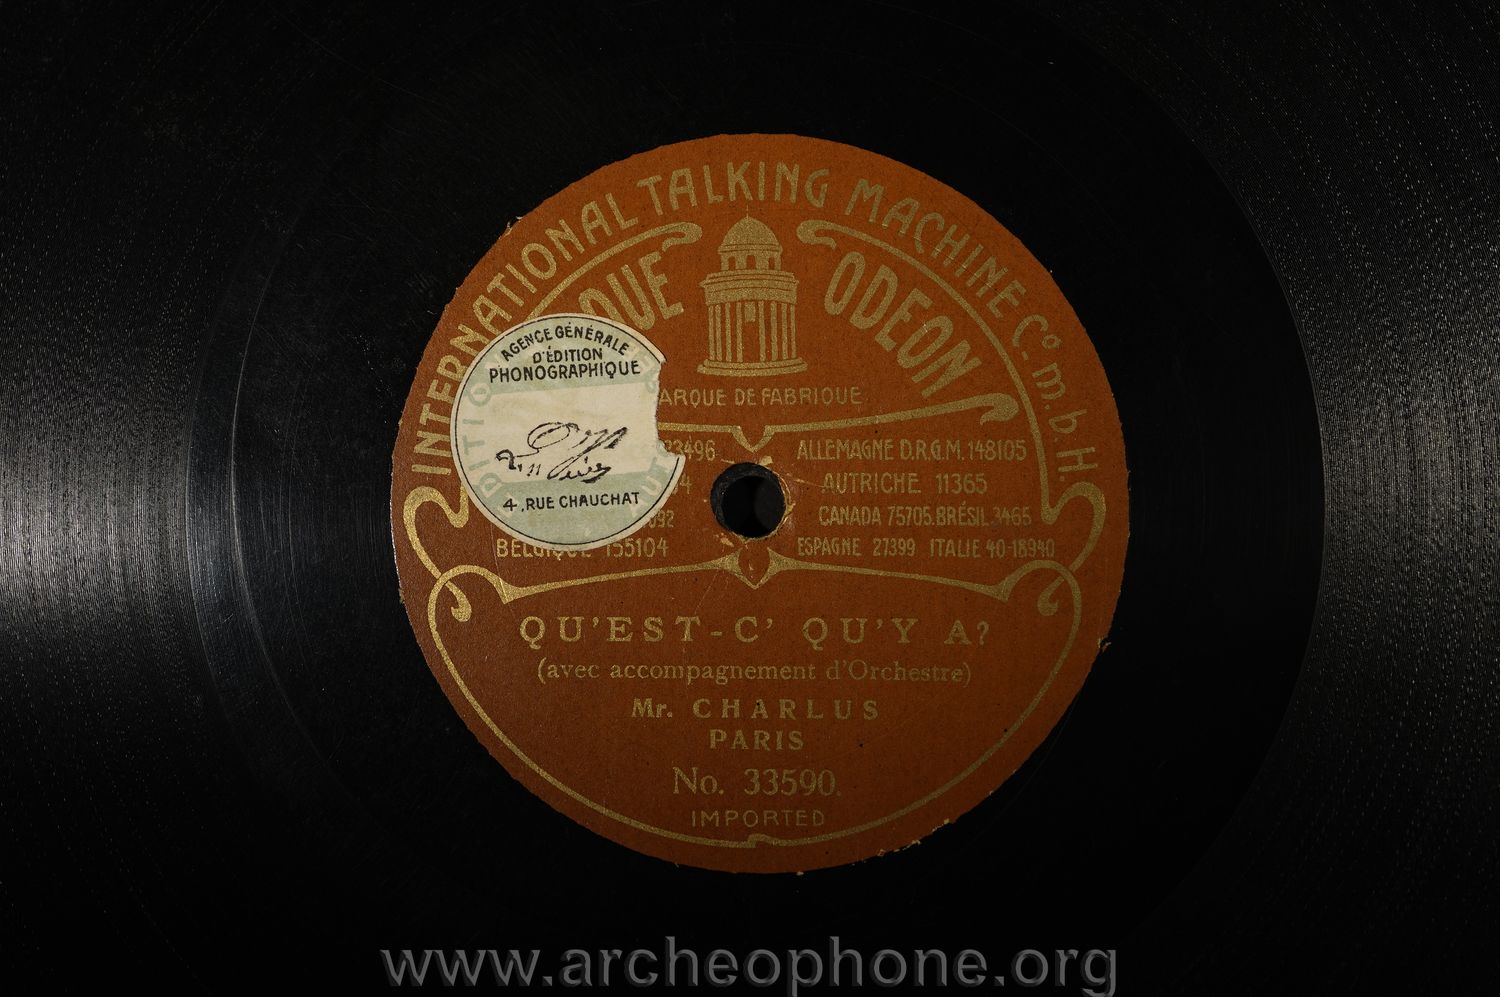 INTERNATIONAL TALKING MACHINE Co. m. b. H.
QUE ODEON
ARQUE DE FABRIQUE
AGENCE GÉNÉRALE
D'ÉDITION
PHONOGRAPHIQUE
4, RUE CHAUCHAT
23496 ALLEMAGNE D.R.G.M. 148105
AUTRICHE 11365
CANADA 75705. BRÉSIL 3465
BELGIQUE 155104 ESPAGNE 27399 ITALIE 40-18940
QU'EST-C' QU'Y A?
(avec accompagnement d'Orchestre)
Mr. CHARLUS
PARIS
No. 33590.
IMPORTED
www.archeophone.org